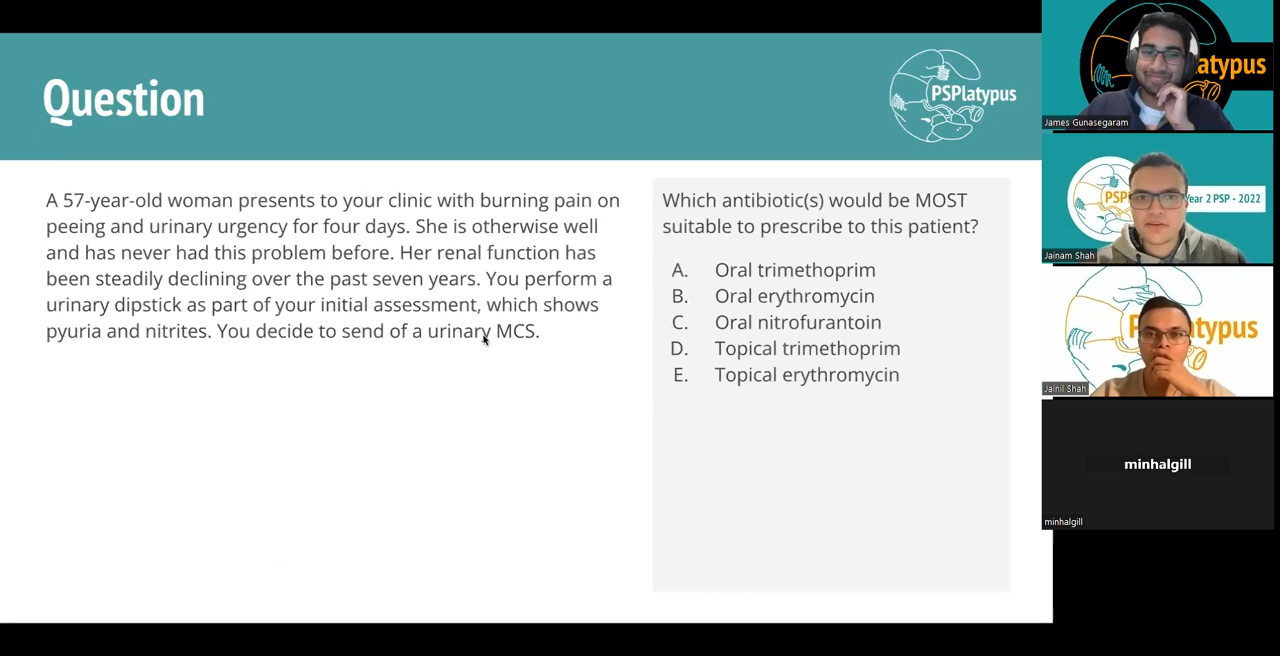 Question
PSPlatypus
A 57-year-old woman presents to your clinic with burning pain on
peeing and urinary urgency for four days. She is otherwise well
and has never had this problem before. Her renal function has
been steadily declining over the past seven years. You perform a
urinary dipstick as part of your initial assessment, which shows
pyuria and nitrites. You decide to send of a urinary MCS.
Which antibiotic(s) would be MOST
suitable to prescribe to this patient?
A. Oral trimethoprim
B. Oral erythromycin
C. Oral nitrofurantoin
D. Topical trimethoprim
E. Topical erythromycin
atypus
James Gunasegaram
PSP
Year 2 PSP - 2022
Jainam Shah
P
atypus
Jainil Shah
minhalgill
minhalgill